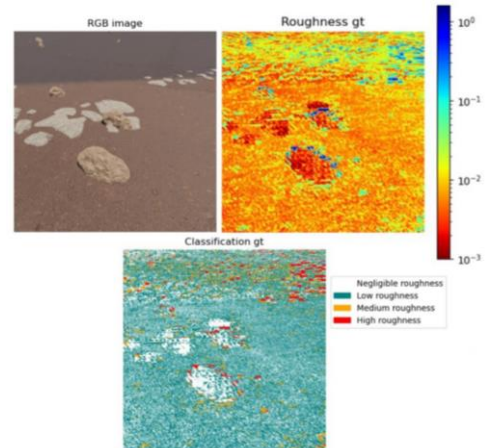 RGB image
Roughness gt
10⁰
10⁻¹
10⁻²
10⁻³
Classification gt
Negligible roughness
Low roughness
Medium roughness
High roughness